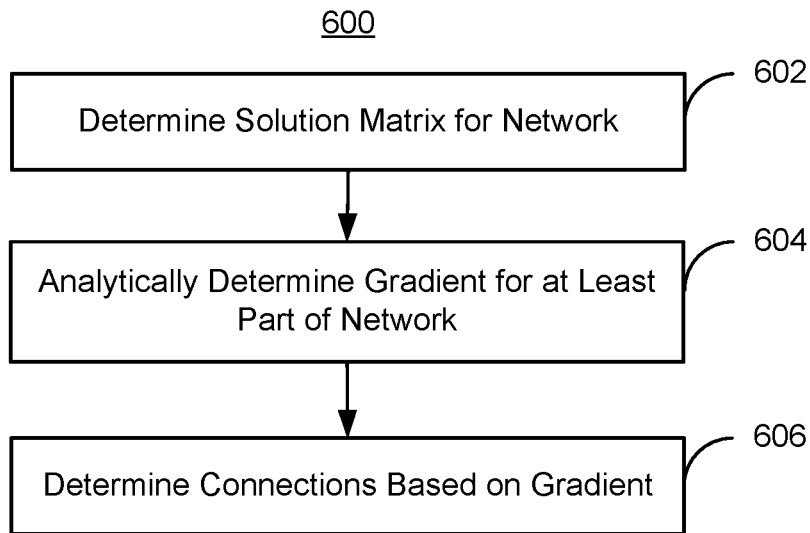 600
602
Determine Solution Matrix for Network
604
Analytically Determine Gradient for at Least
Part of Network
606
Determine Connections Based on Gradient